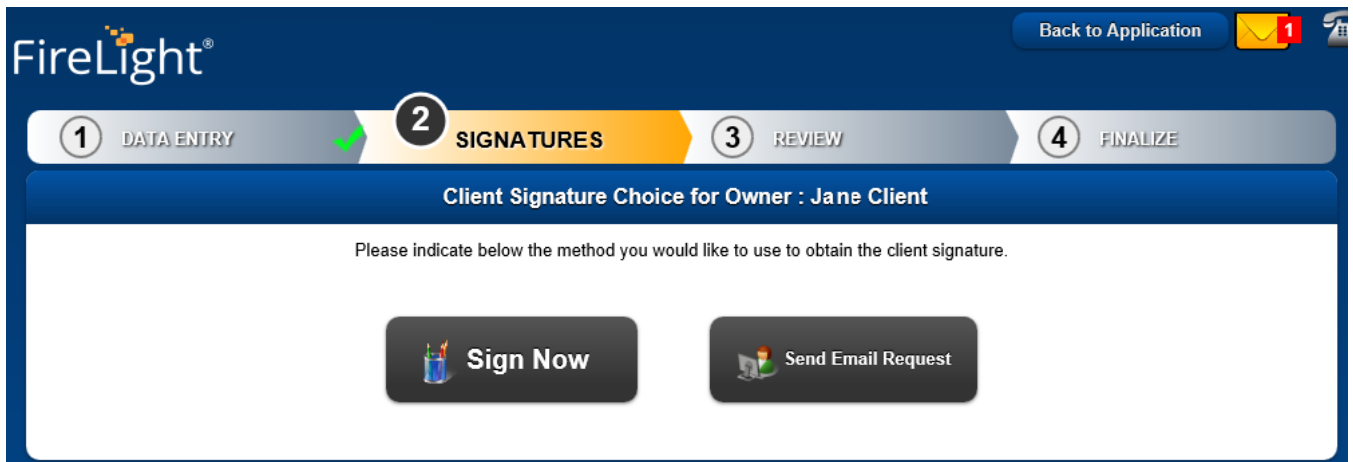 Back to Application
1
FireLight®
1 DATA ENTRY
2 SIGNATURES
3 REVIEW
4 FINALIZE
Client Signature Choice for Owner : Jane Client
Please indicate below the method you would like to use to obtain the client signature.
Sign Now
Send Email Request